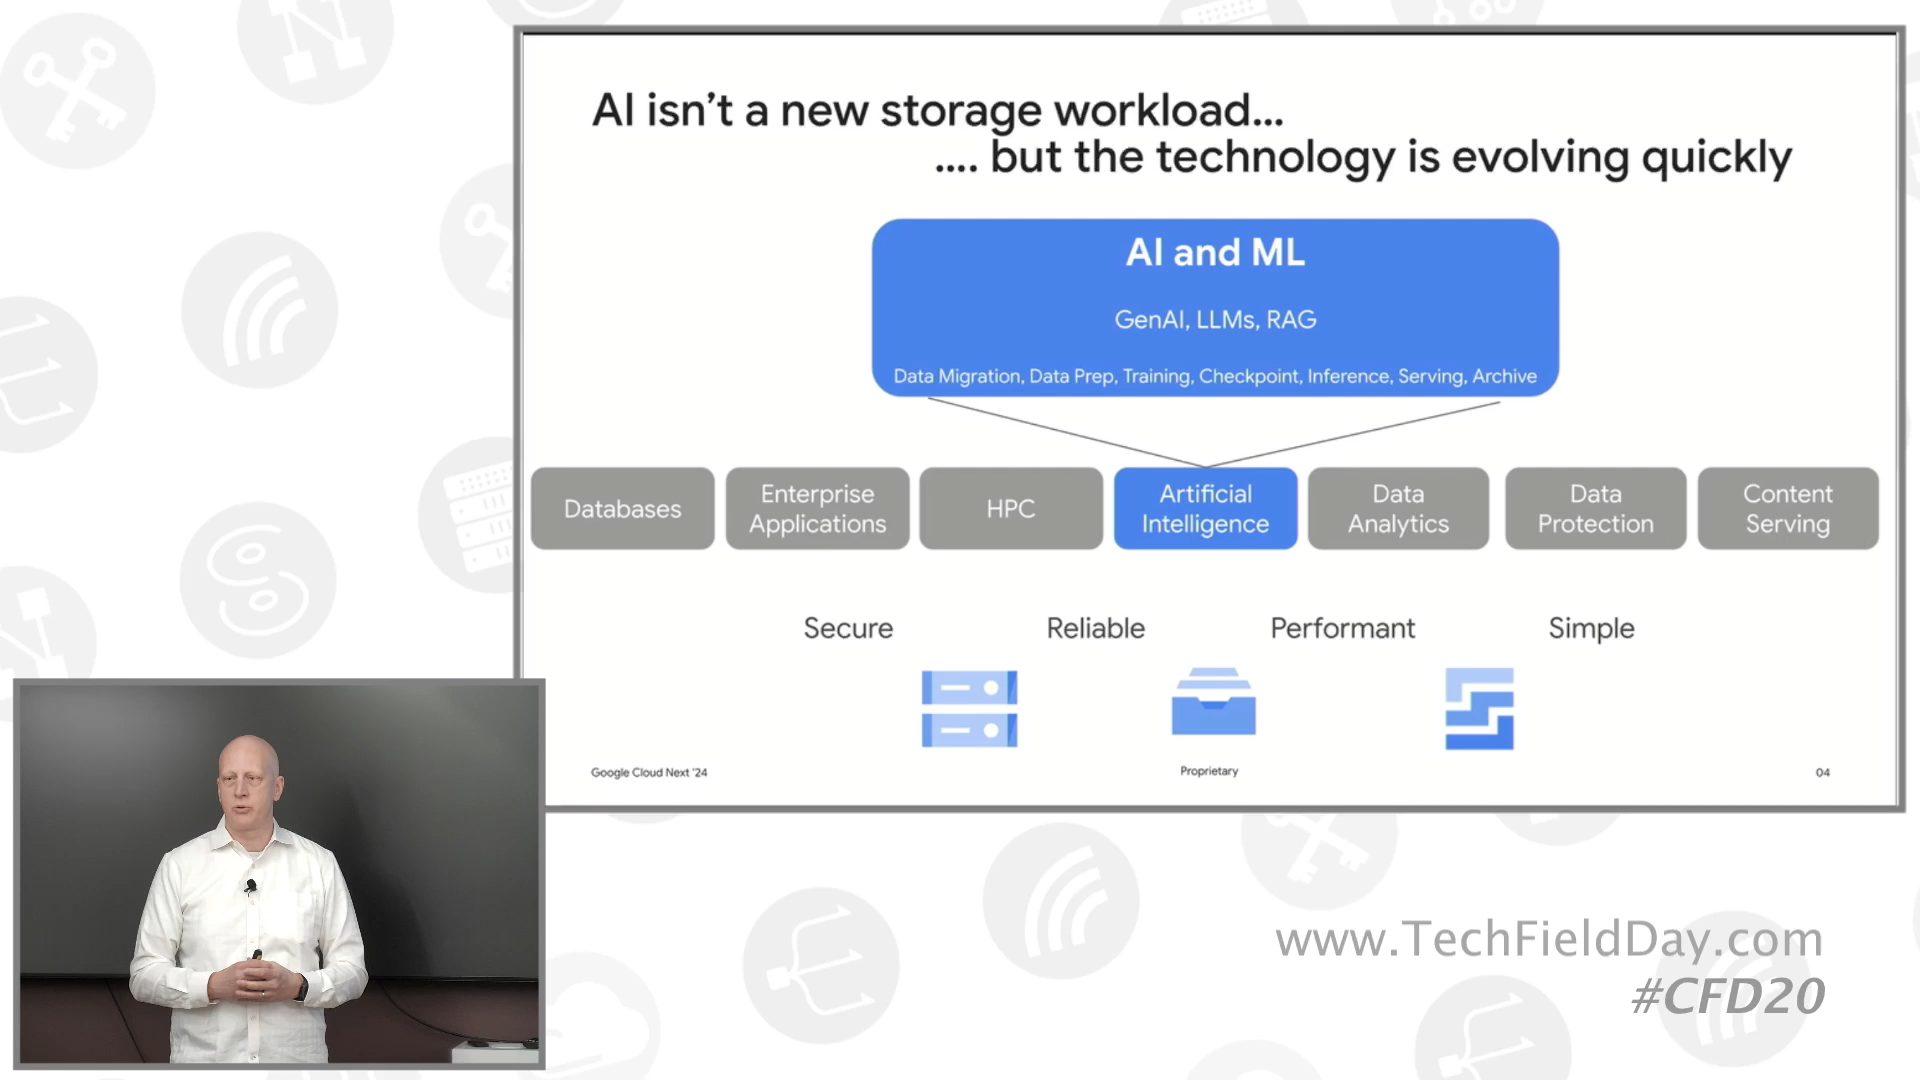 AI isn't a new storage workload...
.... but the technology is evolving quickly
AI and ML
GenAI, LLMs, RAG
Data Migration, Data Prep, Training, Checkpoint, Inference, Serving, Archive
Databases
Enterprise
Applications
HPC
Artificial
Intelligence
Data
Analytics
Data
Protection
Content
Serving
Secure
Reliable
Performant
Simple
Google Cloud Next '24
Proprietary
04
www.TechFieldDay.com
#CFD20